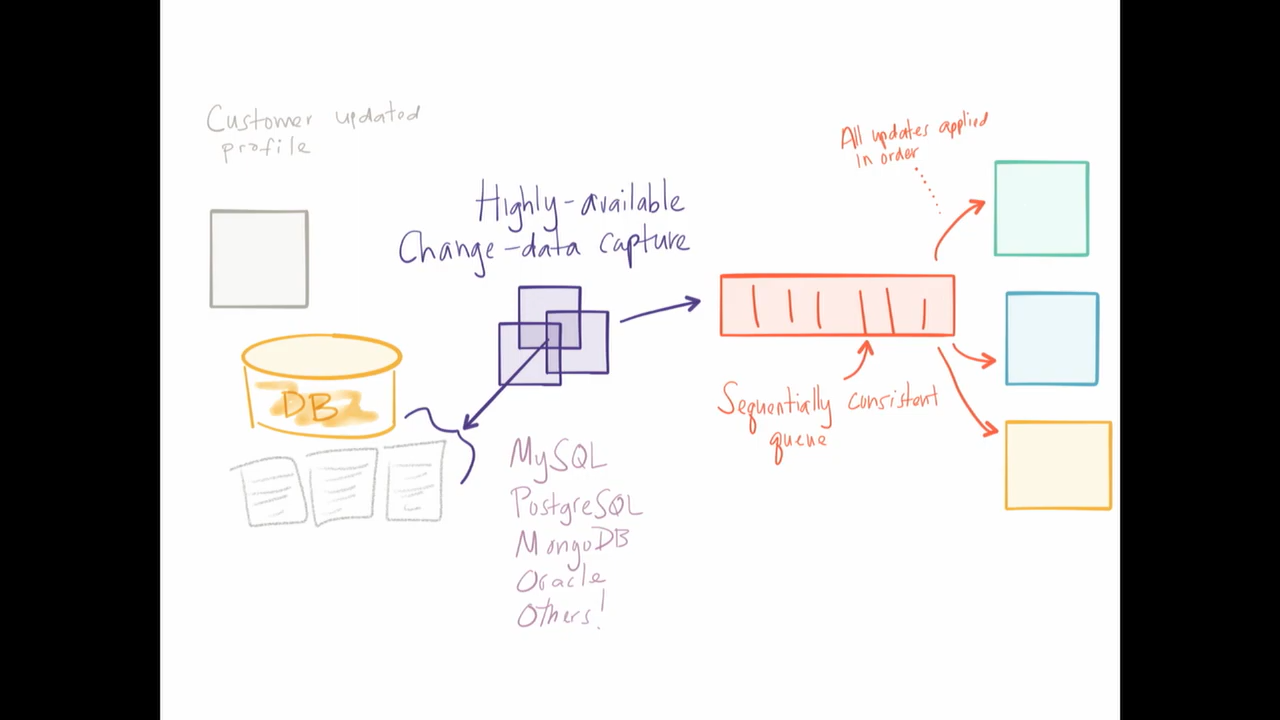 Customer updated
profile
Highly-available
Change-data capture
All updates applied
in order
DB
Sequentially consistent
queue
MySQL
PostgreSQL
MongoDB
Oracle
Others!